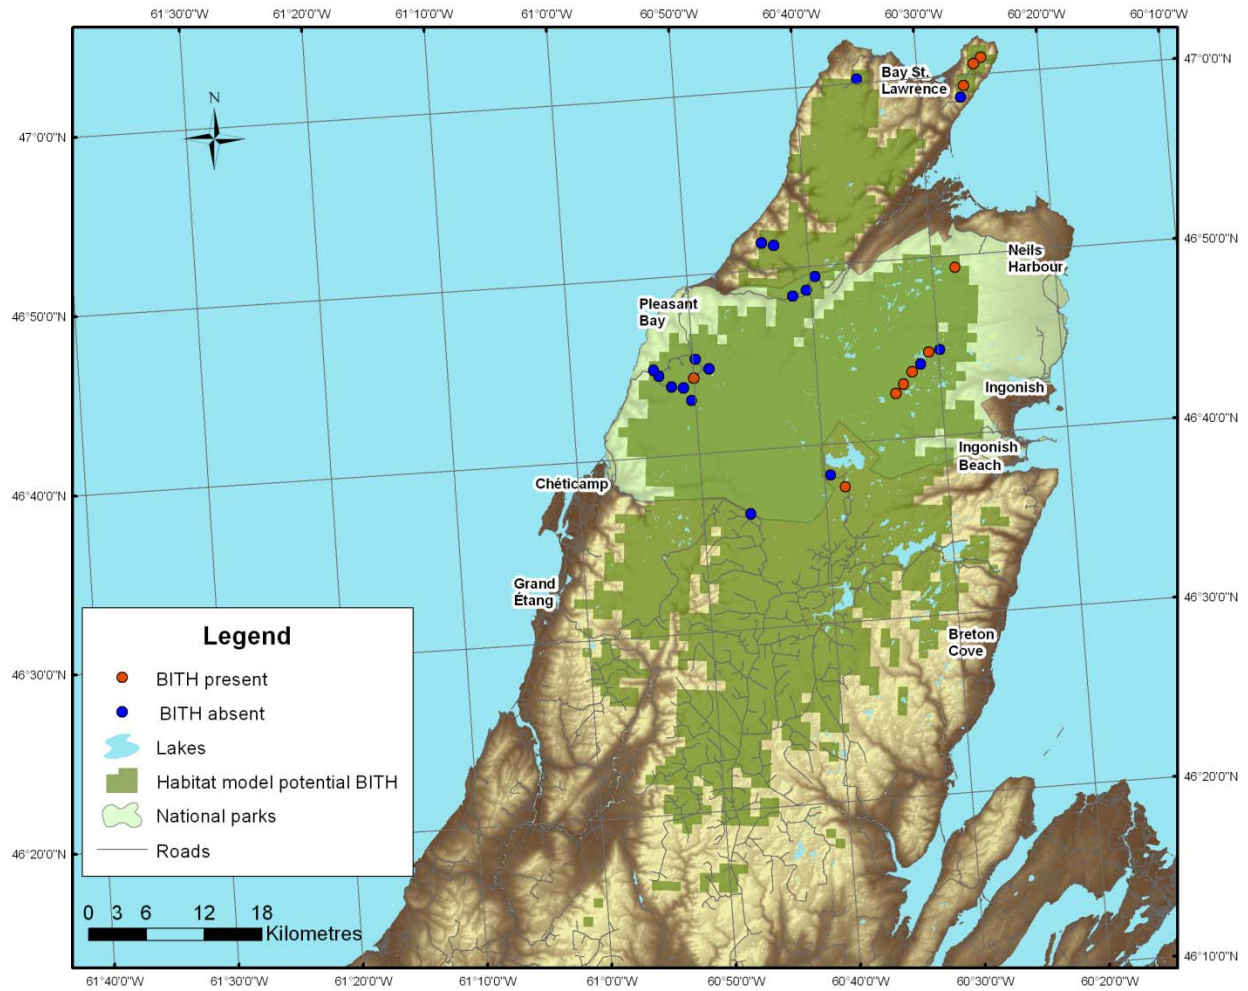 61°30'0"W 61°20'0"W 61°10'0"W 61°0'0"W 60°50'0"W 60°40'0"W 60°30'0"W 60°20'0"W 60°10'0"W
47°0'0"N
Bay St.
Lawrence
N
47°0'0"N
46°50'0"N
Neils
Harbour
Pleasant
Bay
46°50'0"N
Ingonish
46°40'0"N
Ingonish
Beach
Chéticamp
46°40'0"N
Grand
Étang
46°30'0"N
Breton
Cove
Legend
BITH present
BITH absent
Lakes
Habitat model potential BITH
National parks
Roads
46°30'0"N
46°20'0"N
46°20'0"N
0 3 6 12 18
Kilometres
46°10'0"N
61°40'0"W 61°30'0"W 61°20'0"W 61°10'0"W 61°0'0"W 60°50'0"W 60°40'0"W 60°30'0"W 60°20'0"W